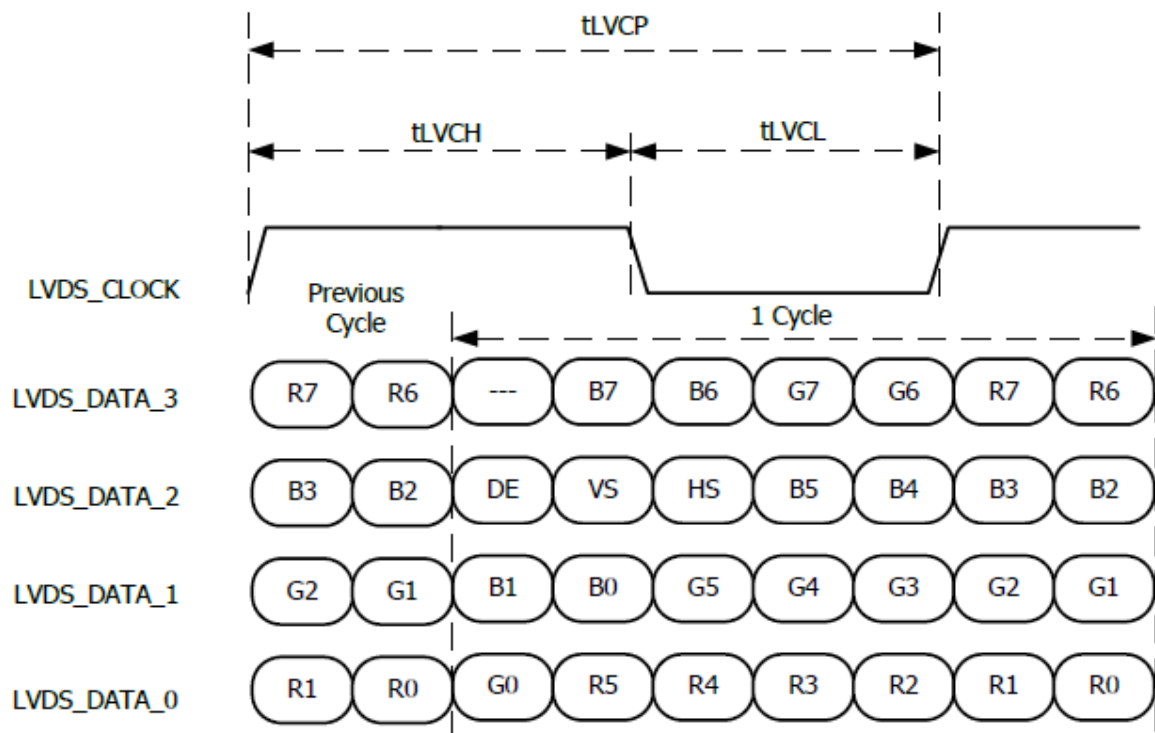 tLVCP
tLVCH tLVCL
LVDS_CLOCK
Previous
Cycle
1 Cycle
LVDS_DATA_3 R7 R6 --- B7 B6 G7 G6 R7 R6
LVDS_DATA_2 B3 B2 DE VS HS B5 B4 B3 B2
LVDS_DATA_1 G2 G1 B1 B0 G5 G4 G3 G2 G1
LVDS_DATA_0 R1 R0 G0 R5 R4 R3 R2 R1 R0